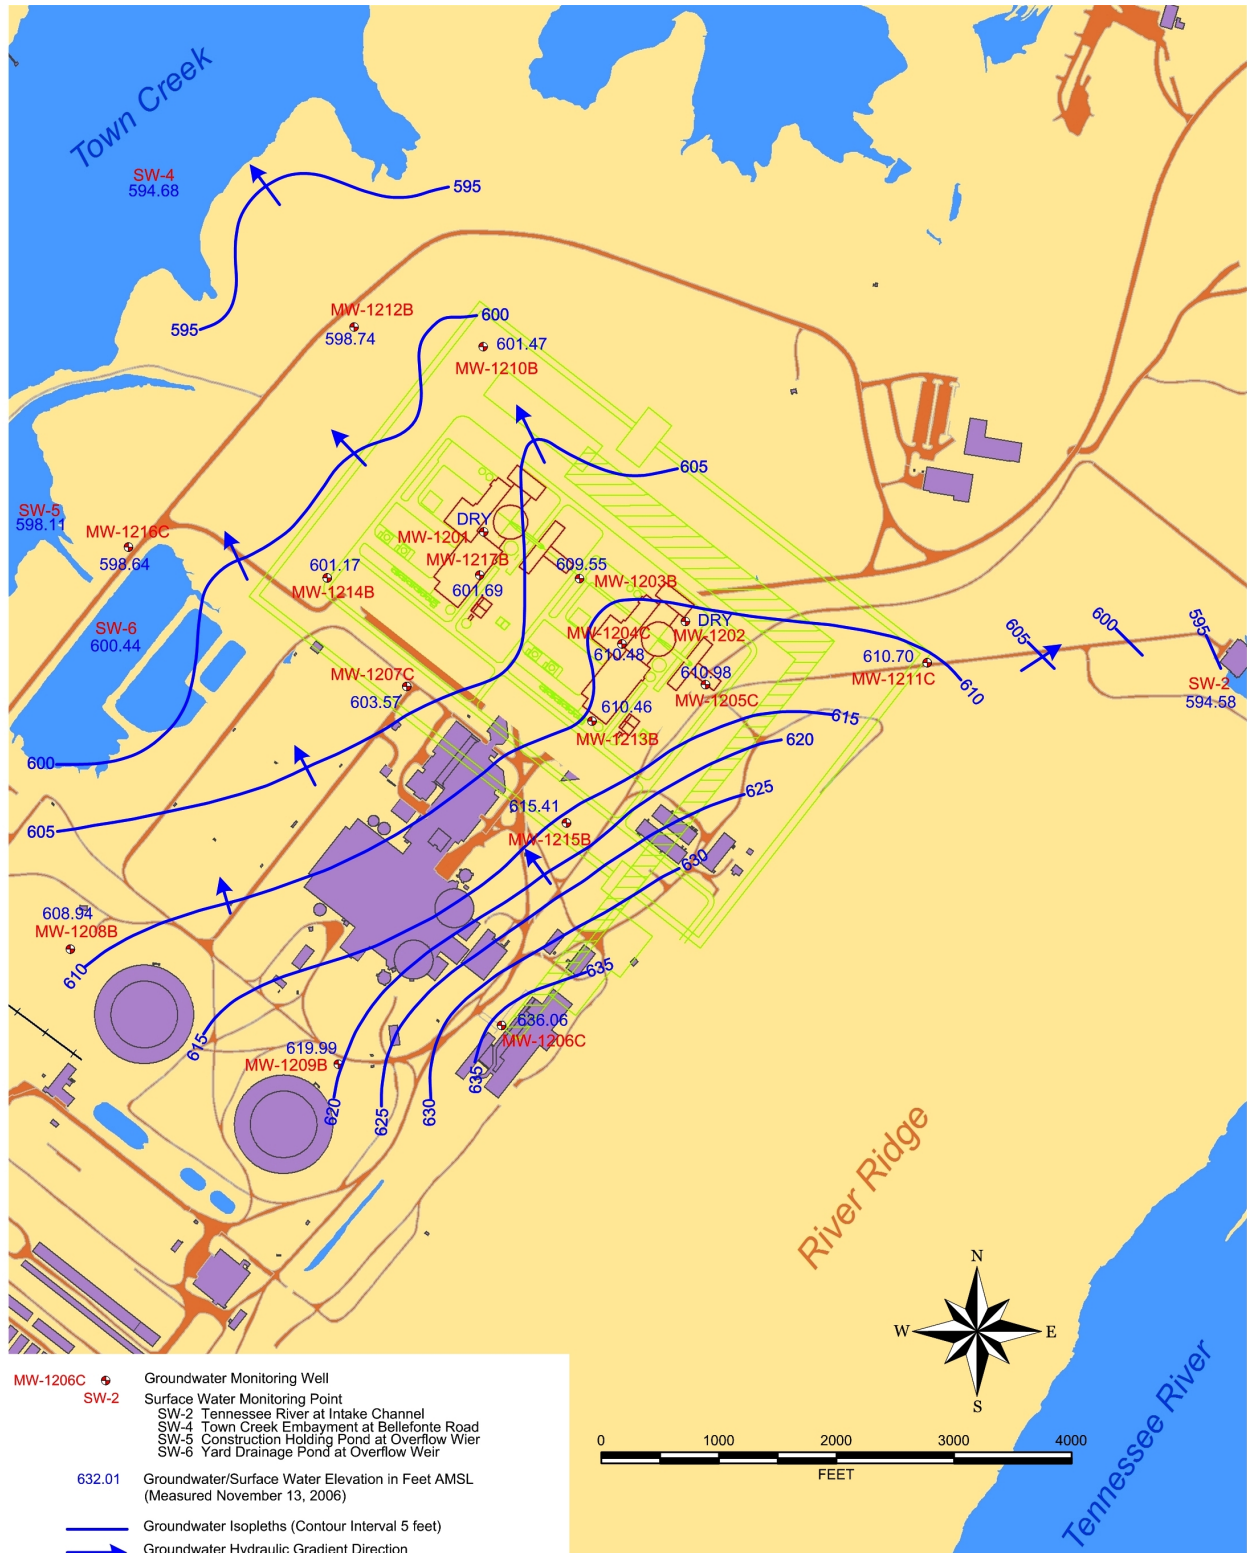 Town Creek
SW-4
594.68
595
595
MW-1212B
598.74
600
601.47
MW-1210B
605
SW-5
598.11
MW-1216C
598.64
DRY
MW-1201
MW-1217B
601.69
601.17
MW-1214B
609.55
MW-1203B
SW-6
600.44
MW-1204C
610.48
DRY
MW-1202
610.98
MW-1205C
610.70
MW-1211C
610
605
600
595
SW-2
594.58
MW-1207C
603.57
610.46
MW-1213B
615
620
625
630
600
605
615.41
MW-1215B
608.94
MW-1208B
610
635
636.06
MW-1206C
615
619.99
MW-1209B
620
625
630
635
River Ridge
Tennessee River
N
W
E
S
0 1000 2000 3000 4000
FEET
MW-1206C Groundwater Monitoring Well
SW-2 Surface Water Monitoring Point
SW-2 Tennessee River at Intake Channel
SW-4 Town Creek Embayment at Bellefonte Road
SW-5 Construction Holding Pond at Overflow Wier
SW-6 Yard Drainage Pond at Overflow Weir
632.01 Groundwater/Surface Water Elevation in Feet AMSL
(Measured November 13, 2006)
Groundwater Isopleths (Contour Interval 5 feet)
Groundwater Hydraulic Gradient Direction